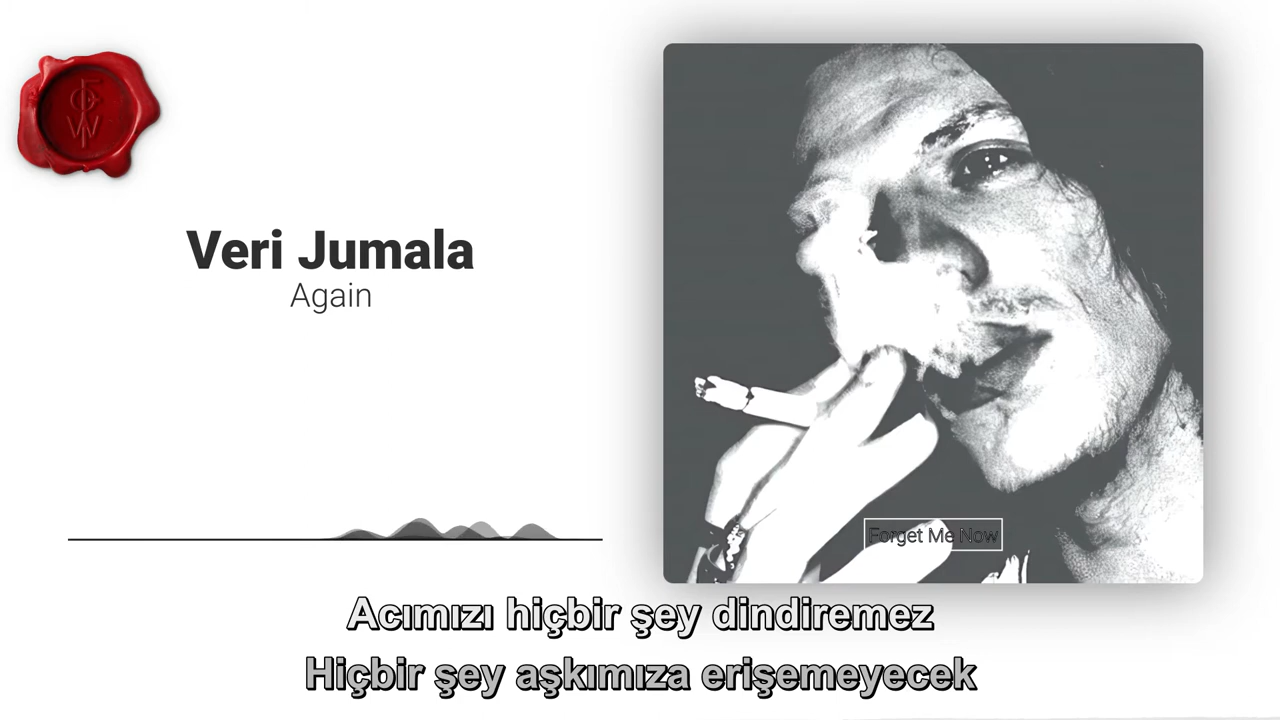 Veri Jumala
Again
Forget Me Now
Acımızı hiçbir şey dindiremez
Hiçbir şey aşkımıza erişemeyecek